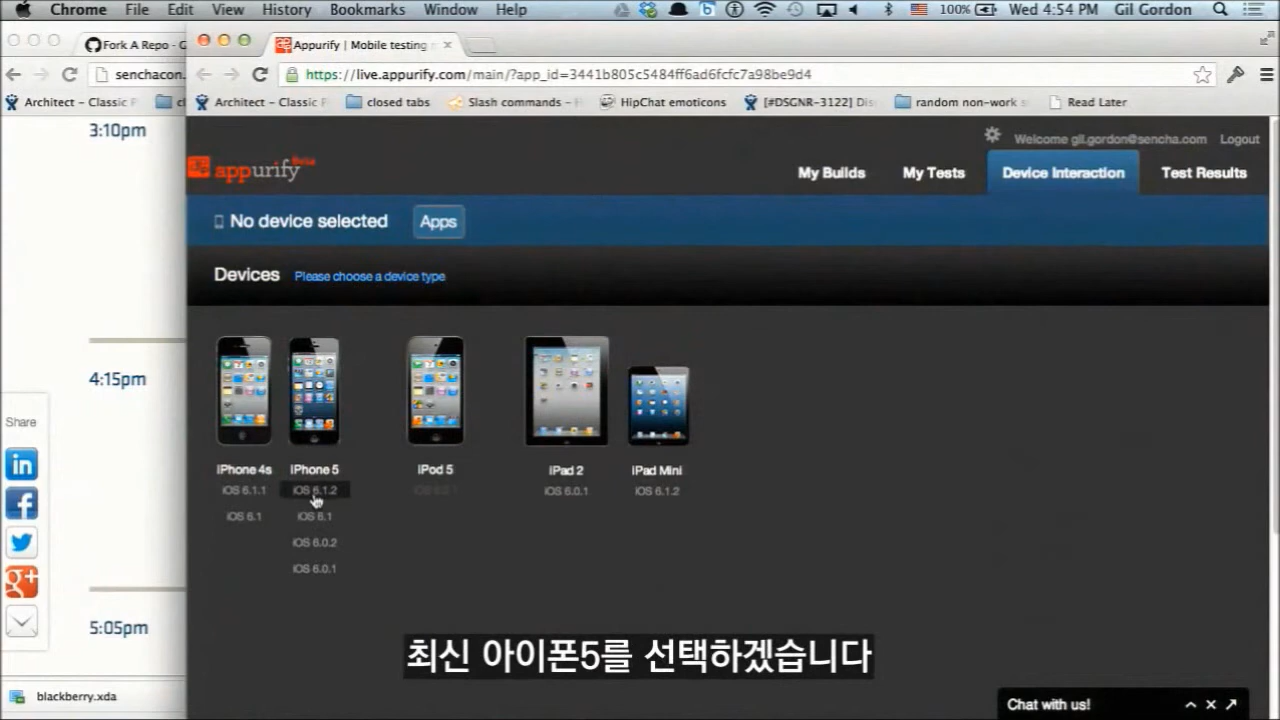 Chrome File Edit View History Bookmarks Window Help 100% Wed 4:54 PM Gil Gordon
Fork A Repo - G
Appurify | Mobile testing
senchacon.
https://live.appurify.com/main/?app_id=3441b805c5484ff6ad6fcfc7a98be9d4
Architect – Classic F
Architect – Classic F closed tabs Slash commands – HipChat emoticons [#DSGNR-3122] Dis random non-work s Read Later
3:10pm
4:15pm
Share
in
f
g+
5:05pm
blackberry.xda
Welcome gil.gordon@sencha.com Logout
appurify Beta
My Builds My Tests Device Interaction Test Results
No device selected Apps
Devices Please choose a device type
iPhone 4s iPhone 5 iPod 5 iPad 2 iPad Mini
iOS 6.1.1 iOS 6.1.2 iOS 6.0.1 iOS 6.1.2
iOS 6.1 iOS 6.1
iOS 6.0.2
iOS 6.0.1
최신 아이폰5를 선택하겠습니다
Chat with us!